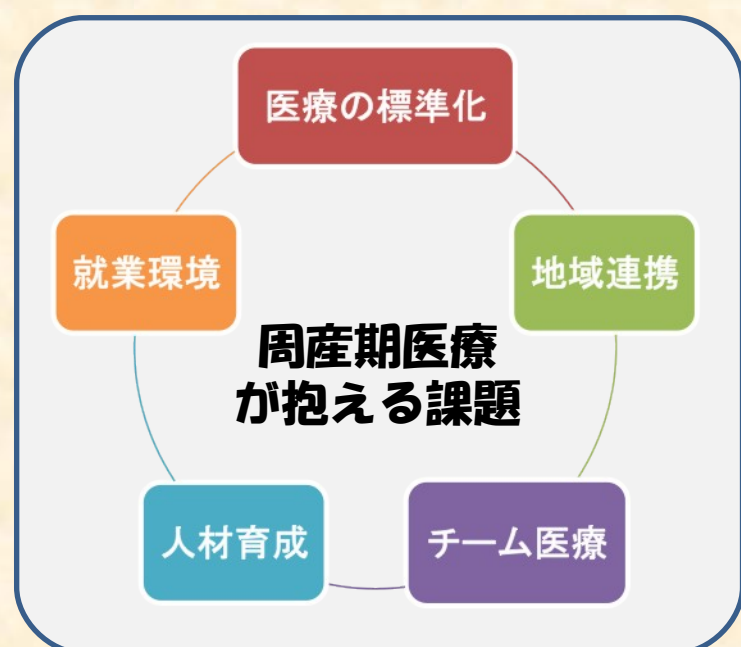 医療の標準化
就業環境
地域連携
周産期医療
が抱える課題
人材育成
チーム医療